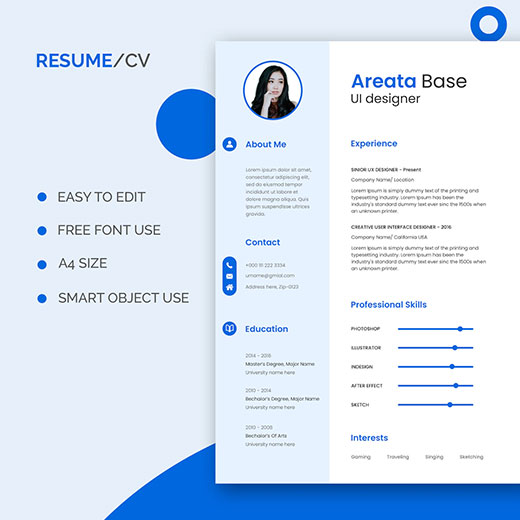 RESUME/CV
EASY TO EDIT
FREE FONT USE
A4 SIZE
SMART OBJECT USE
About Me
Lorem ipsum dolor sit amet,
consectetur adipiscing elit,
sed do eiusmod tempor
incididunt ut labore et
dolore magna aliqua. Quis
ipsum suspendisse ultrices
gravida.
Contact
+000 111 222 3334
urname@gmial.com
Address here, Zip-0123
Education
2014 - 2016
Master's Degree, Major Name
University name here
2010 - 2014
Bechalor's Degree, Major Name
University name here
2010 - 2008
Bechalor's Of Arts
University name here
Areata Base
UI designer
Experience
SINIOR UX DESIGNER - Present
Company Name/ Location
Lorem Ipsum is simply dummy text of the printing and
typesetting industry. Lorem Ipsum has been the
industry's standard dummy text ever since the 1500s
when an unknown printer.
CREATIVE USER INTERFACE DESIGNER - 2016
Company Name/ California USA
Lorem Ipsum is simply dummy text of the printing and
typesetting industry. Lorem Ipsum has been the
industry's standard dummy text ever since the 1500s
when an unknown printer.
Professional Skills
PHOTOSHOP
ILLUSTRATOR
INDESIGN
AFTER EFFECT
SKETCH
Interests
Gaming Traveling Singing Sketching